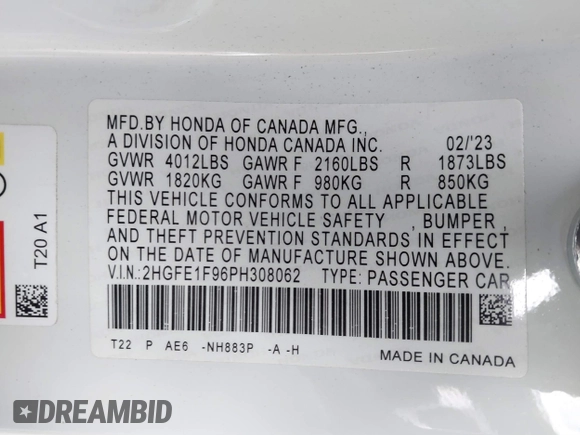 MFD.BY HONDA OF CANADA MFG.,
A DIVISION OF HONDA CANADA INC. 02/'23
GVWR 4012LBS GAWR F 2160LBS R 1873LBS
GVWR 1820KG GAWR F 980KG R 850KG
THIS VEHICLE CONFORMS TO ALL APPLICABLE
FEDERAL MOTOR VEHICLE SAFETY , BUMPER ,
AND THEFT PREVENTION STANDARDS IN EFFECT
ON THE DATE OF MANUFACTURE SHOWN ABOVE.
V.I.N.:2HGFE1F96PH308062 TYPE: PASSENGER CAR
T22 P AE6 -NH883P -A -H
MADE IN CANADA
T20 A1
DREAMBID